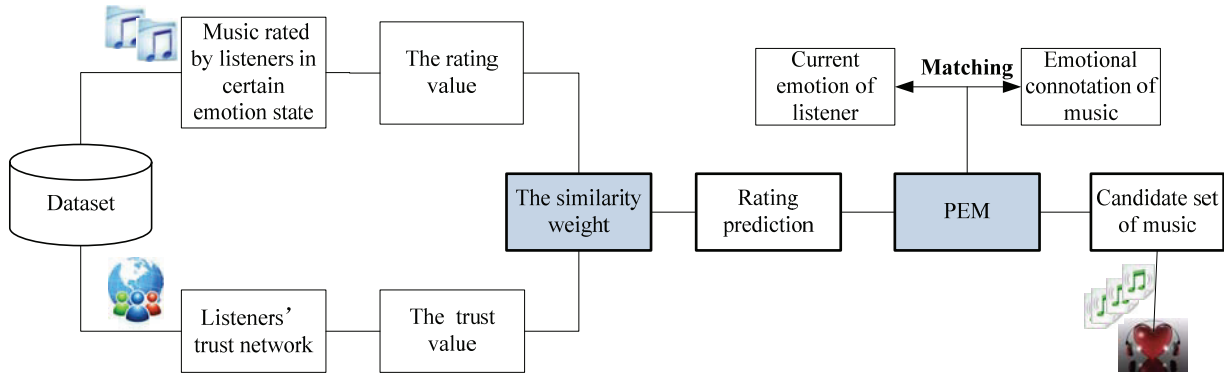 Music rated
by listeners in
certain
emotion state
The rating
value
Current
emotion of
listener
Matching
Emotional
connotation of
music
Dataset
The similarity
weight
Rating
prediction
PEM
Candidate set
of music
Listeners’
trust network
The trust
value